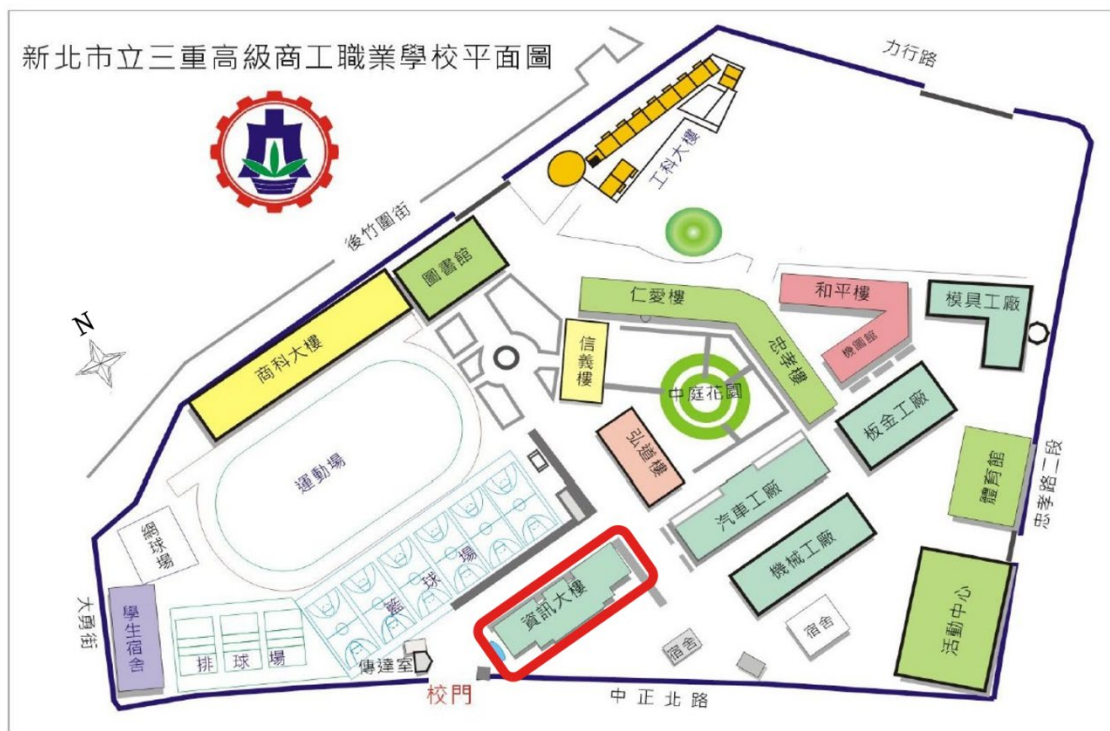 新北市立三重高級商工職業學校平面圖
力行路
工科大樓
後竹圍街
圖書館
仁愛樓
和平樓
模具工廠
N
商科大樓
信義樓
忠孝樓
機圖館
中庭花園
板金工廠
弘道樓
運動場
體育館
忠孝路二段
汽車工廠
網球場
機械工廠
籃球場
資訊大樓
大勇街
學生宿舍
宿舍
活動中心
排球場
傳達室
宿舍
校門
中正北路